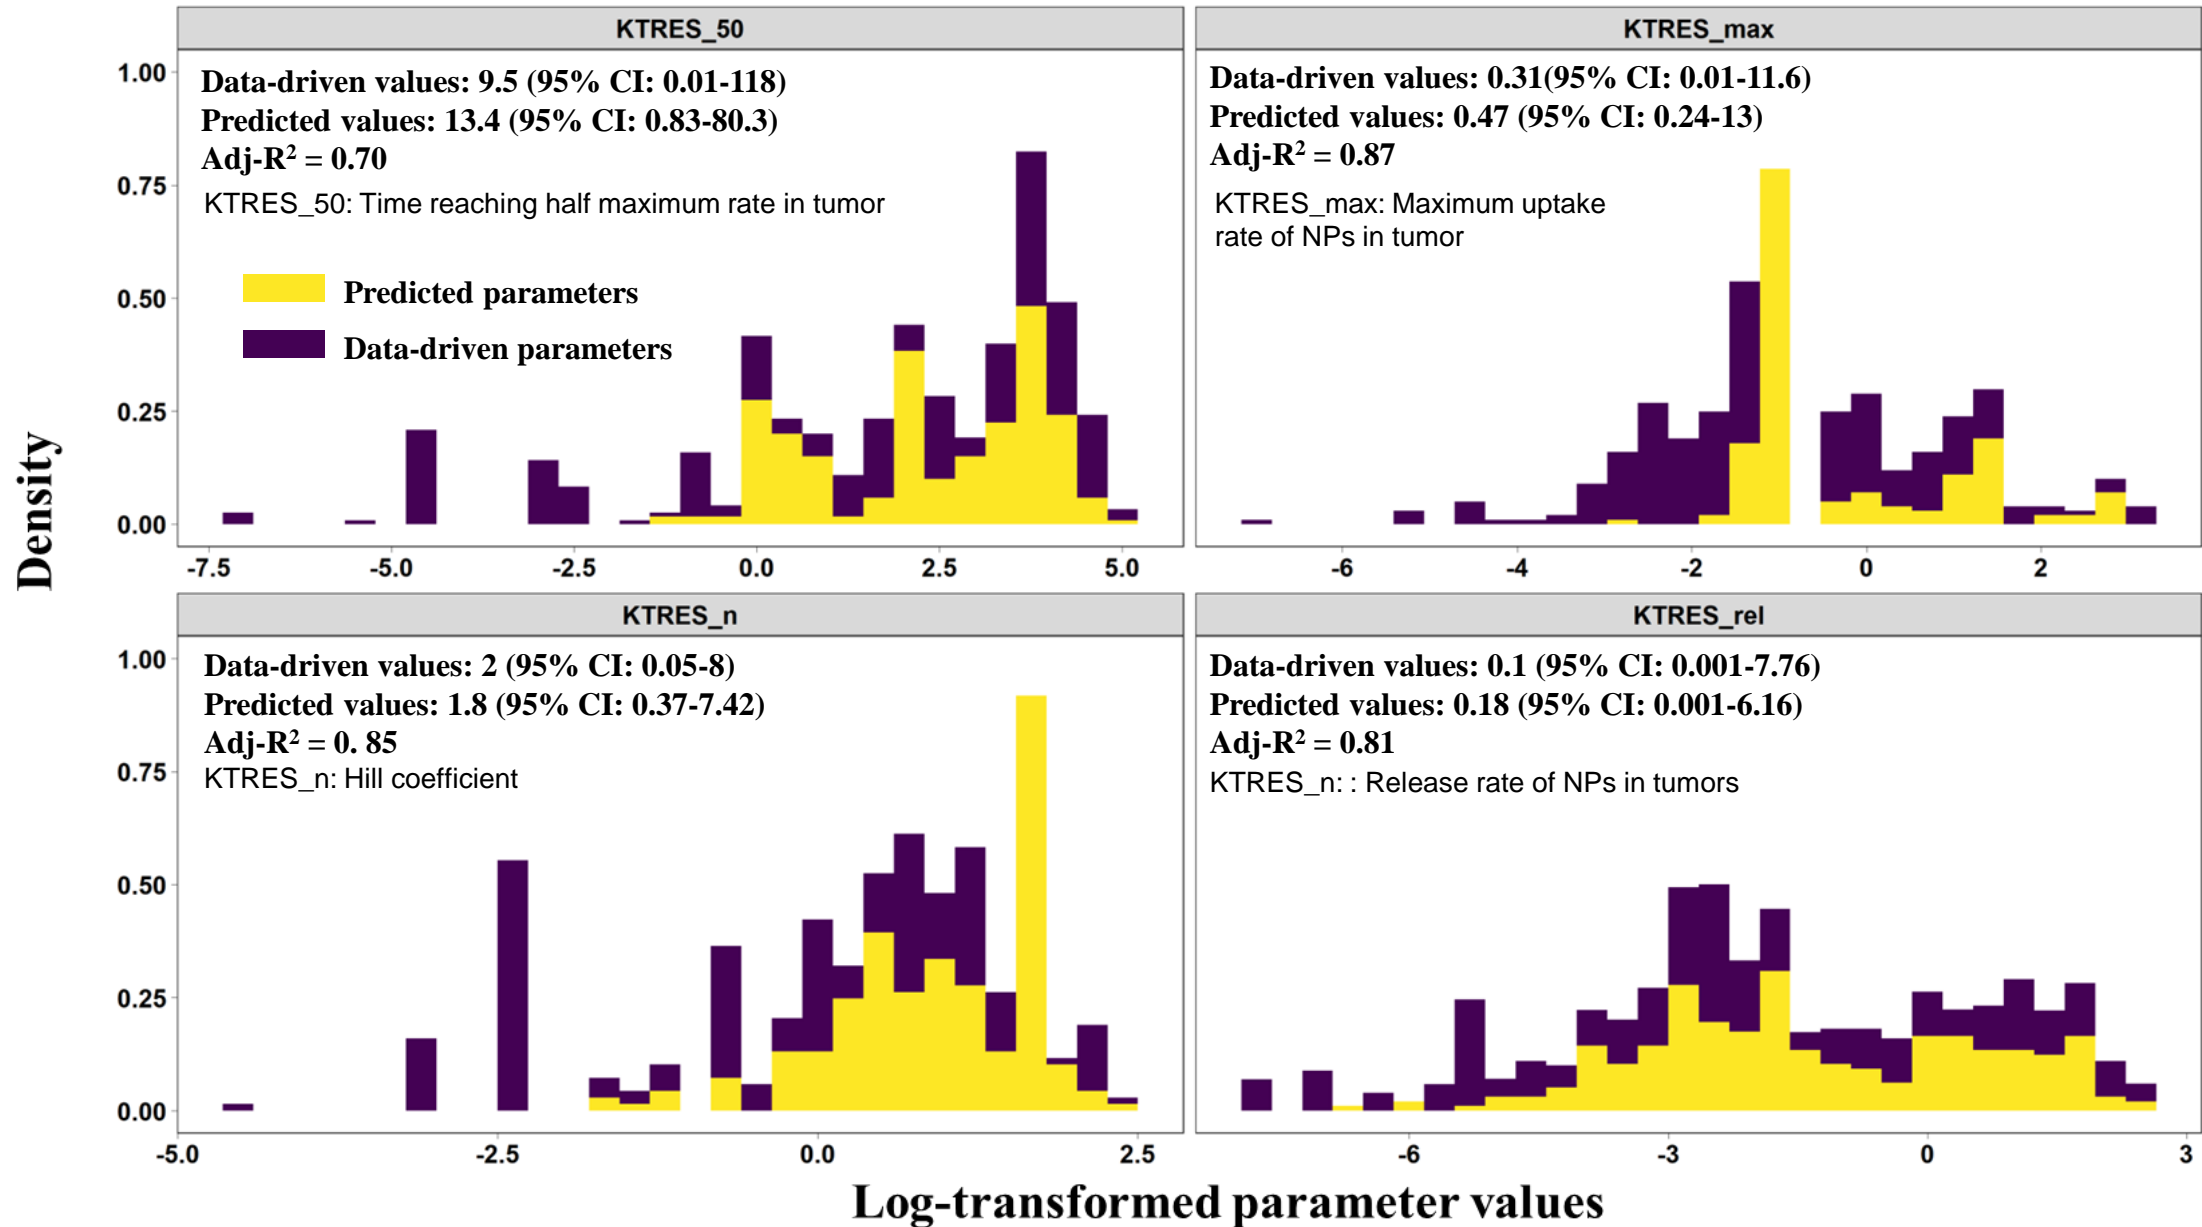 KTRES_50
Data-driven values: 9.5 (95% CI: 0.01-118)
Predicted values: 13.4 (95% CI: 0.83-80.3)
Adj-R² = 0.70
KTRES_50: Time reaching half maximum rate in tumor
Predicted parameters
Data-driven parameters
1.00
0.75
0.50
0.25
0.00
-7.5 -5.0 -2.5 0.0 2.5 5.0
KTRES_max
Data-driven values: 0.31(95% CI: 0.01-11.6)
Predicted values: 0.47 (95% CI: 0.24-13)
Adj-R² = 0.87
KTRES_max: Maximum uptake
rate of NPs in tumor
-6 -4 -2 0 2
Density
KTRES_n
Data-driven values: 2 (95% CI: 0.05-8)
Predicted values: 1.8 (95% CI: 0.37-7.42)
Adj-R² = 0. 85
KTRES_n: Hill coefficient
1.00
0.75
0.50
0.25
0.00
-5.0 -2.5 0.0 2.5
KTRES_rel
Data-driven values: 0.1 (95% CI: 0.001-7.76)
Predicted values: 0.18 (95% CI: 0.001-6.16)
Adj-R² = 0.81
KTRES_n: : Release rate of NPs in tumors
-6 -3 0 3
Log-transformed parameter values